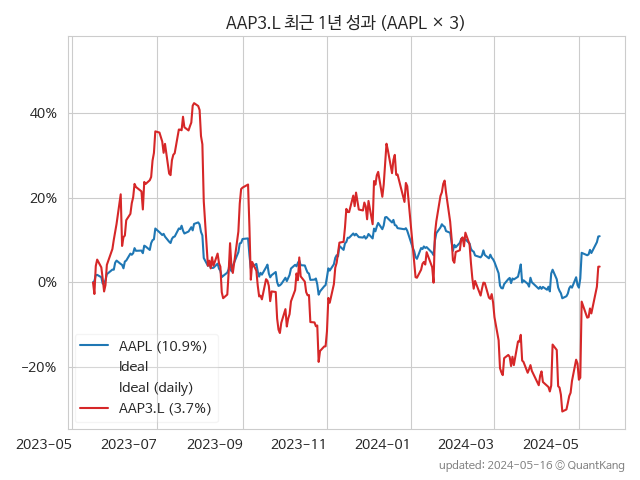 AAP3.L 최근 1년 성과 (AAPL × 3)
40%
20%
0%
−20%
AAPL (10.9%)
Ideal
Ideal (daily)
AAP3.L (3.7%)
2023-05 2023-07 2023-09 2023-11 2024-01 2024-03 2024-05
updated: 2024-05-16 © QuantKang